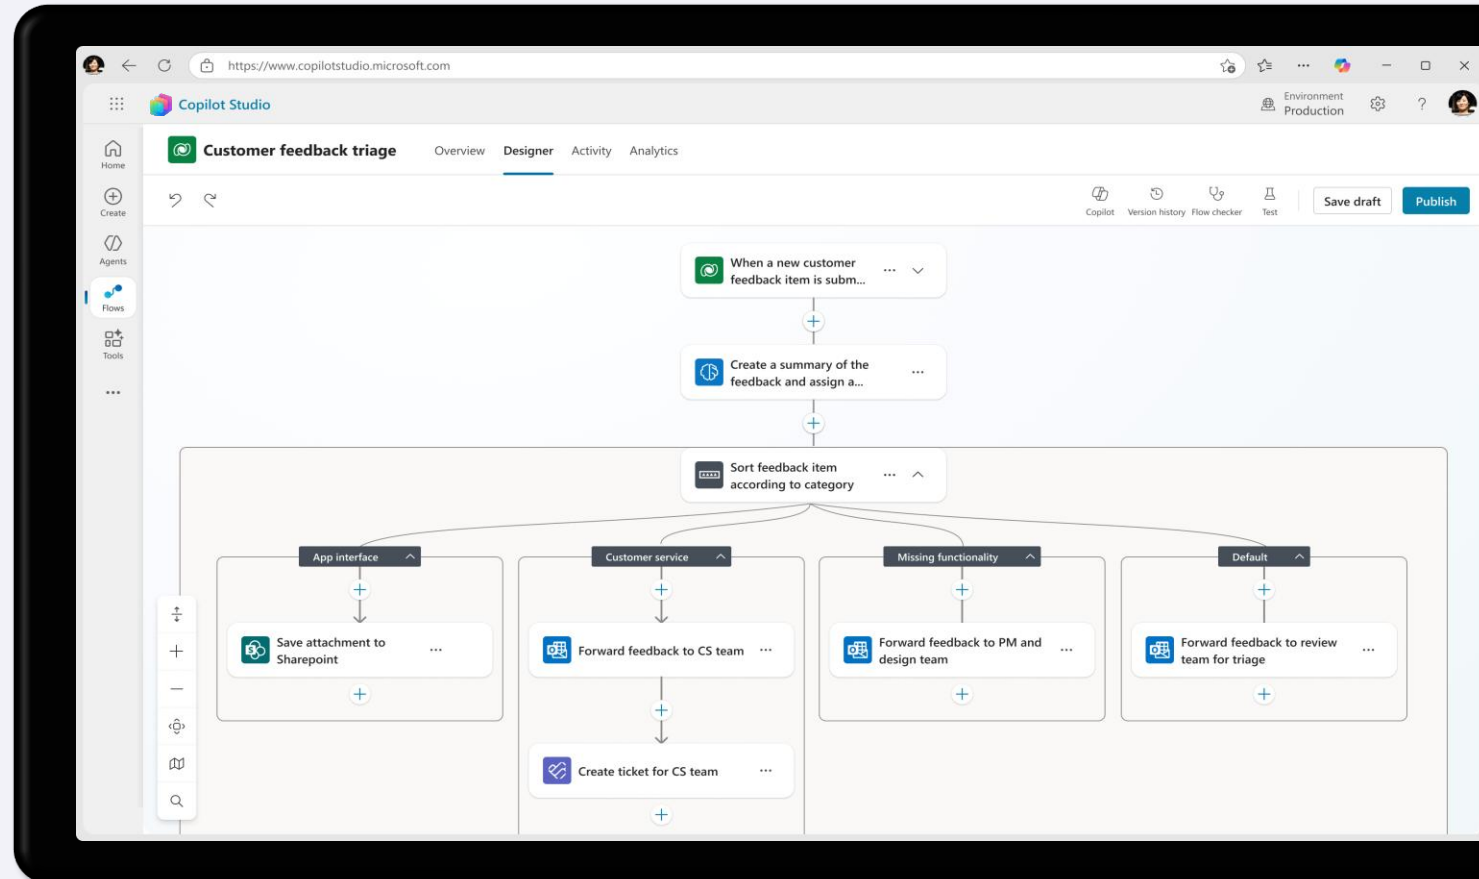 https://www.copilotstudio.microsoft.com
Copilot Studio
Environment
Production
Home
Create
Agents
Flows
Tools
Customer feedback triage
Overview
Designer
Activity
Analytics
Copilot
Version history
Flow checker
Test
Save draft
Publish
When a new customer
feedback item is subm...
Create a summary of the
feedback and assign a...
Sort feedback item
according to category
App interface
Save attachment to
Sharepoint
Customer service
Forward feedback to CS team
Create ticket for CS team
Missing functionality
Forward feedback to PM and
design team
Default
Forward feedback to review
team for triage